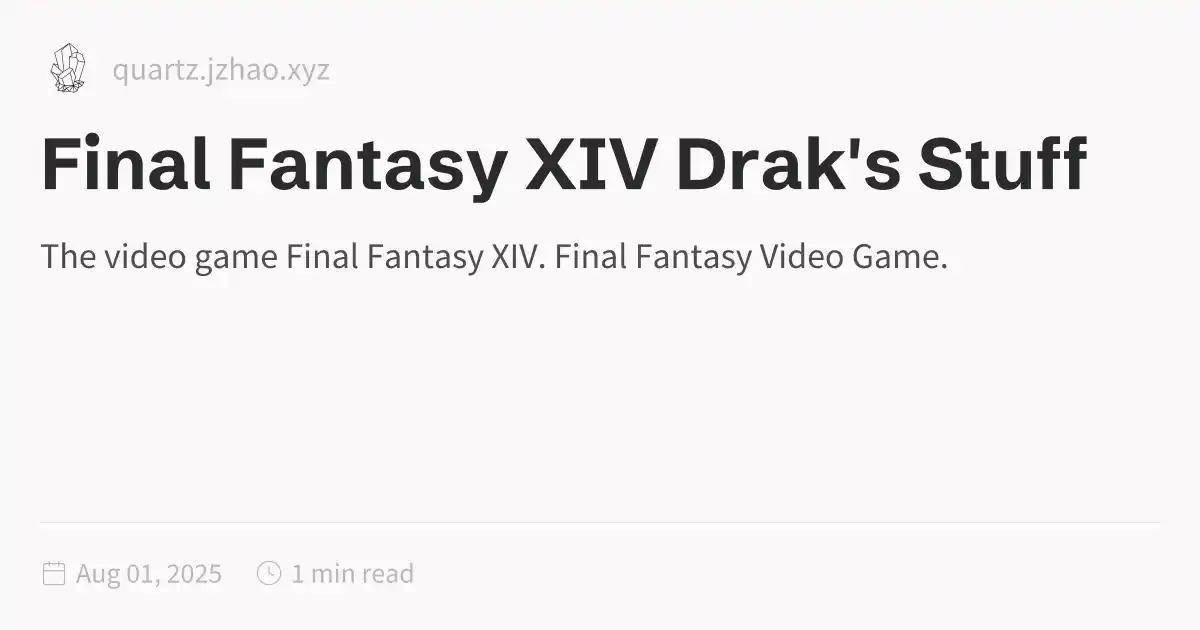 quartz.jzhao.xyz
Final Fantasy XIV Drak's Stuff
The video game Final Fantasy XIV. Final Fantasy Video Game.
Aug 01, 2025 1 min read